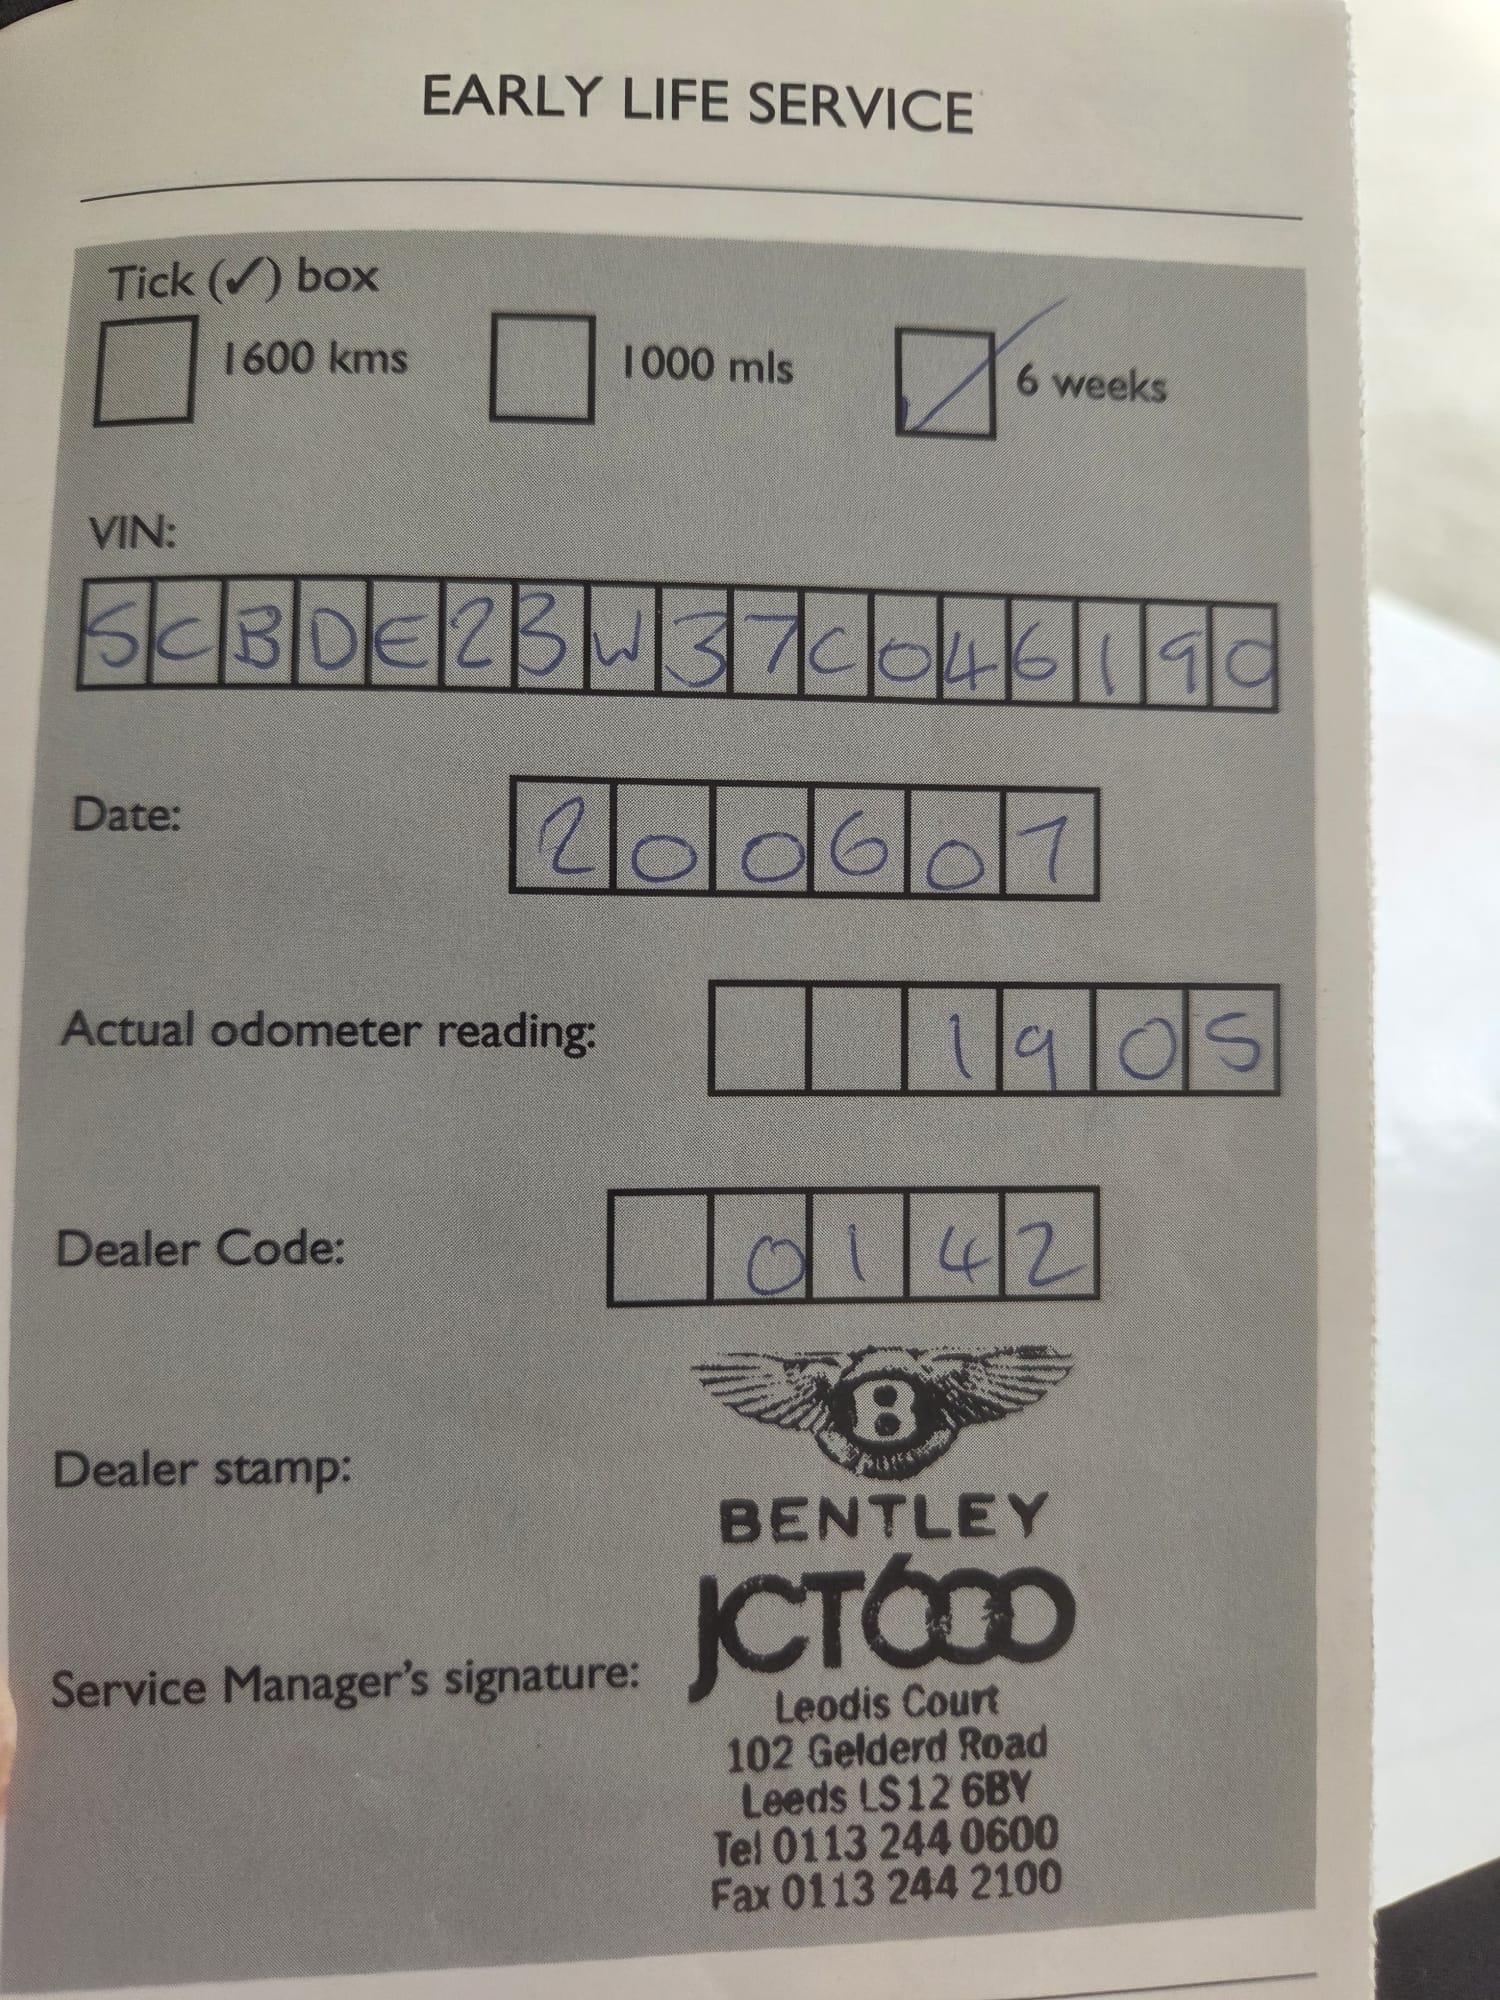 EARLY LIFE SERVICE
Tick (✓) box
1600 kms 1000 mls 6 weeks
VIN:
SCBDE23W37C046190
Date: 200607
Actual odometer reading: 1905
Dealer Code: 0142
B
Dealer stamp:
BENTLEY
JCT600
Service Manager's signature:
Leodis Court
102 Gelderd Road
Leeds LS12 6BY
Tel 0113 244 0600
Fax 0113 244 2100